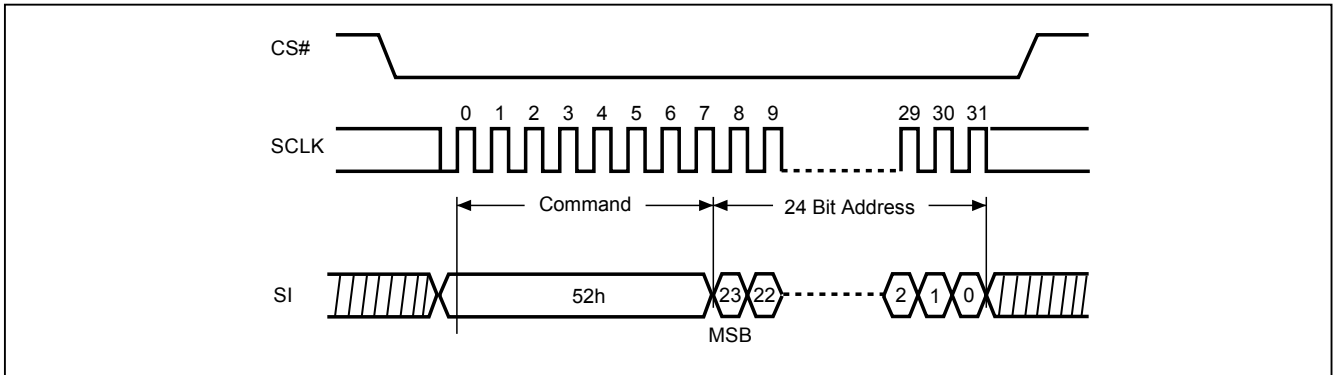 CS#
0 1 2 3 4 5 6 7 8 9 29 30 31
SCLK
Command 24 Bit Address
SI 52h 23 22 2 1 0
MSB